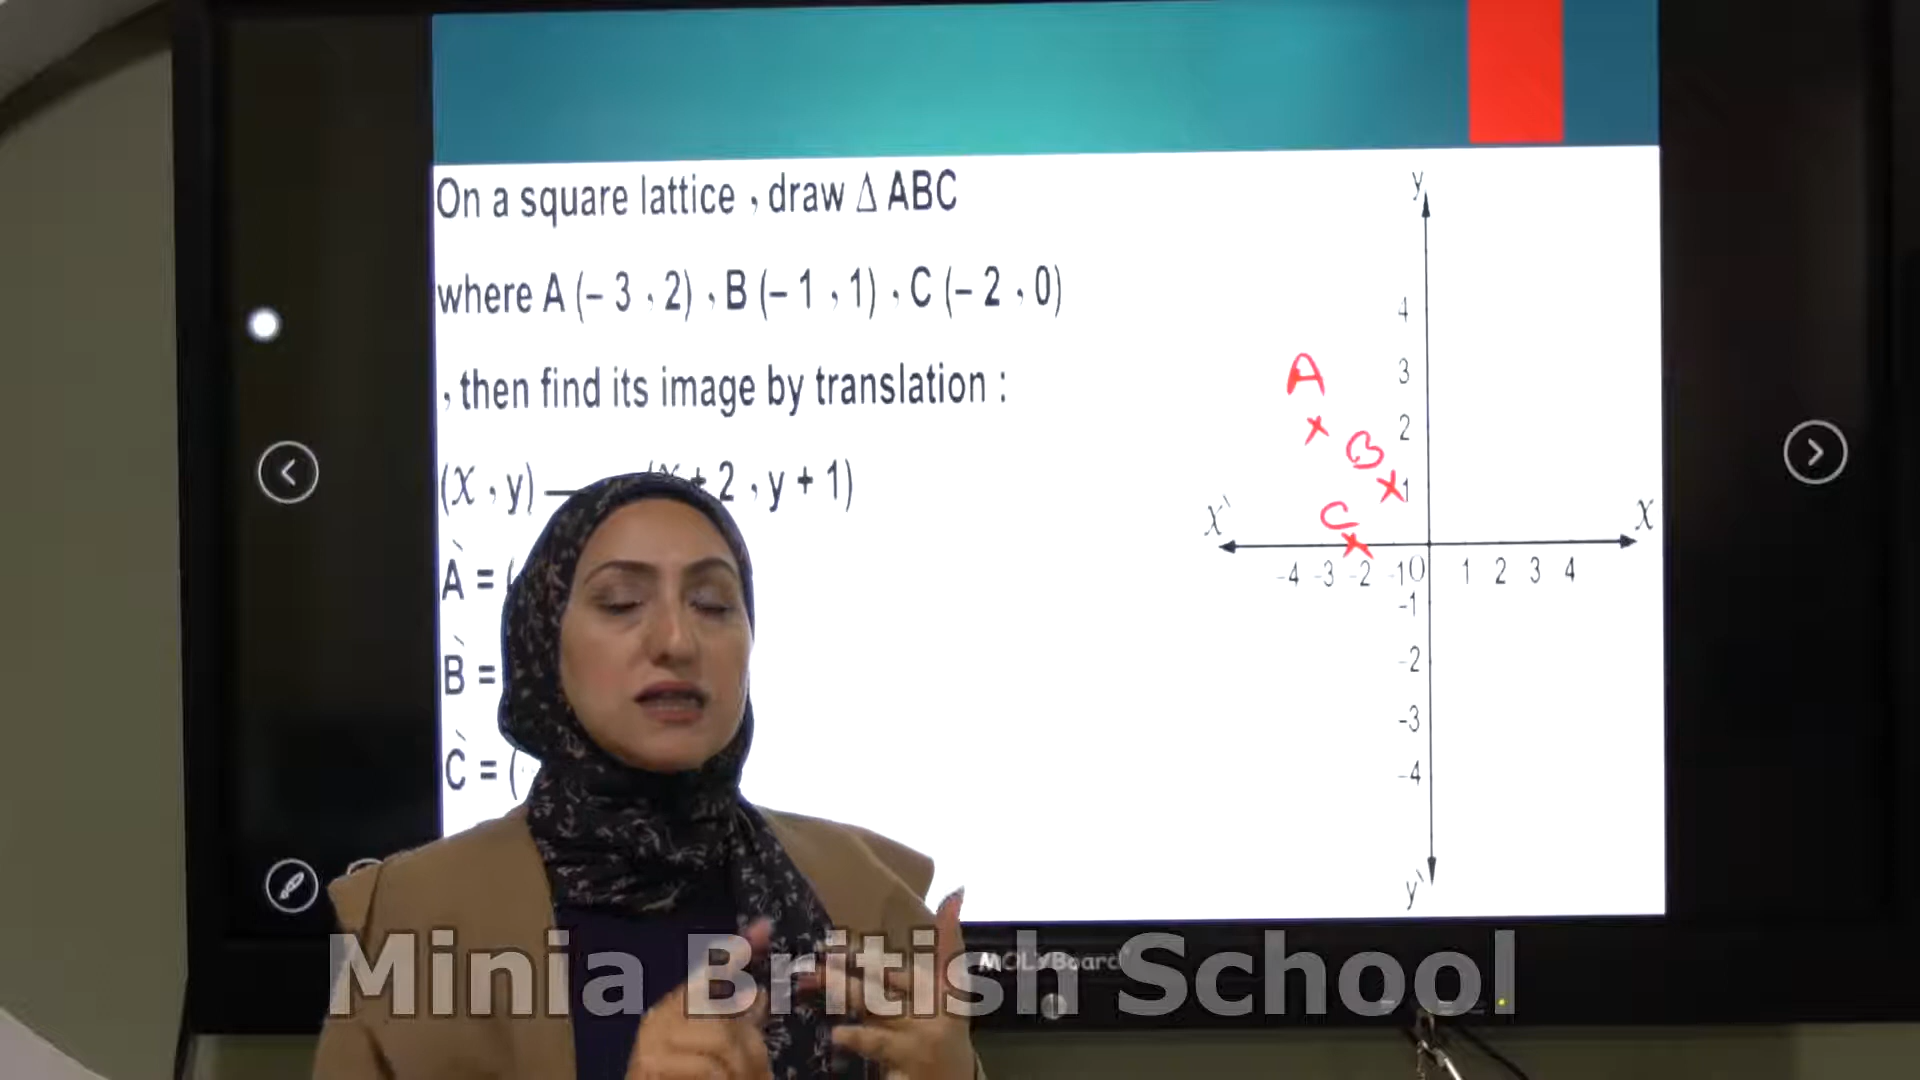 On a square lattice , draw Δ ABC
where A (– 3 , 2) , B (– 1 , 1) , C (– 2 , 0)
, then find its image by translation :
(X , y) — (x + 2 , y + 1)
À = (
B̀ =
C̀ = (
y
4
3
A
2
B
1
C
X'
X
-4 -3 -2 -1 0 1 2 3 4
-1
-2
-3
-4
y'
MOLYBoard
Minia British School